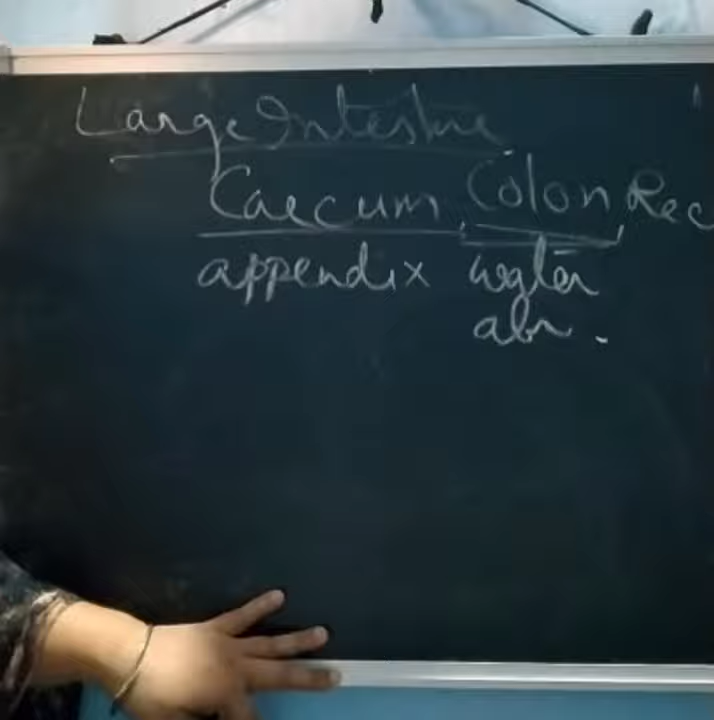 Large Intestine
Caecum Colon Rec
appendix water
abr.